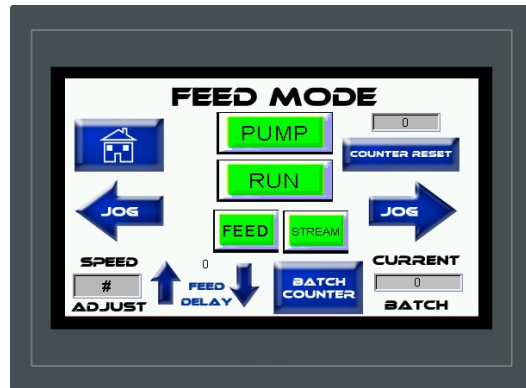 FEED MODE
PUMP
0
COUNTER RESET
RUN
JOG
JOG
FEED
STREAM
SPEED
#
ADJUST
0
FEED
DELAY
BATCH
COUNTER
CURRENT
0
BATCH